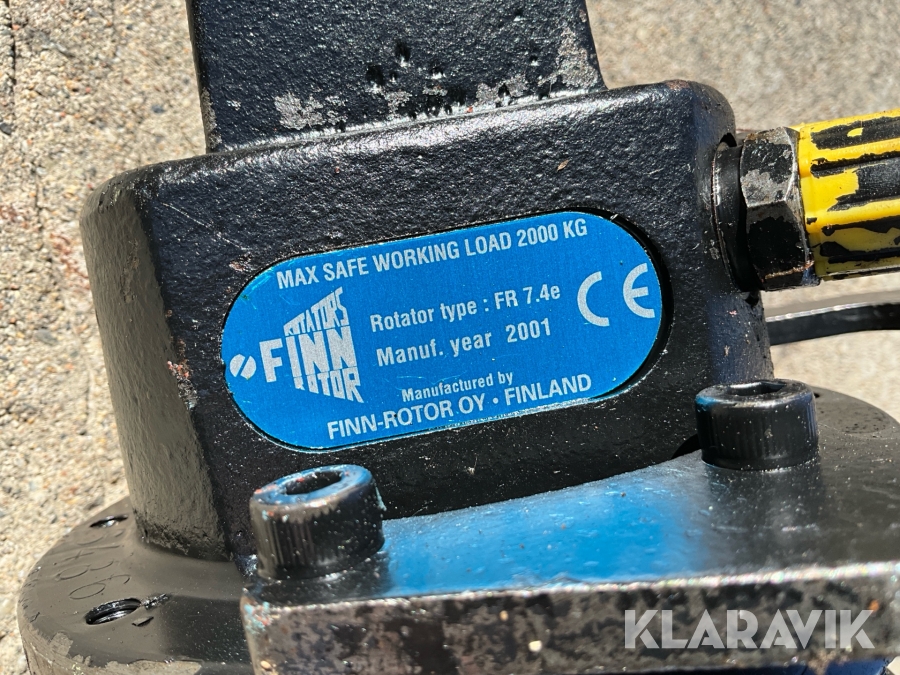 MAX SAFE WORKING LOAD 2000 KG
ROTATORS
FINN
ROTOR
Rotator type : FR 7.4e
Manuf. year 2001
CE
Manufactured by
FINN-ROTOR OY • FINLAND
KLARAVIK